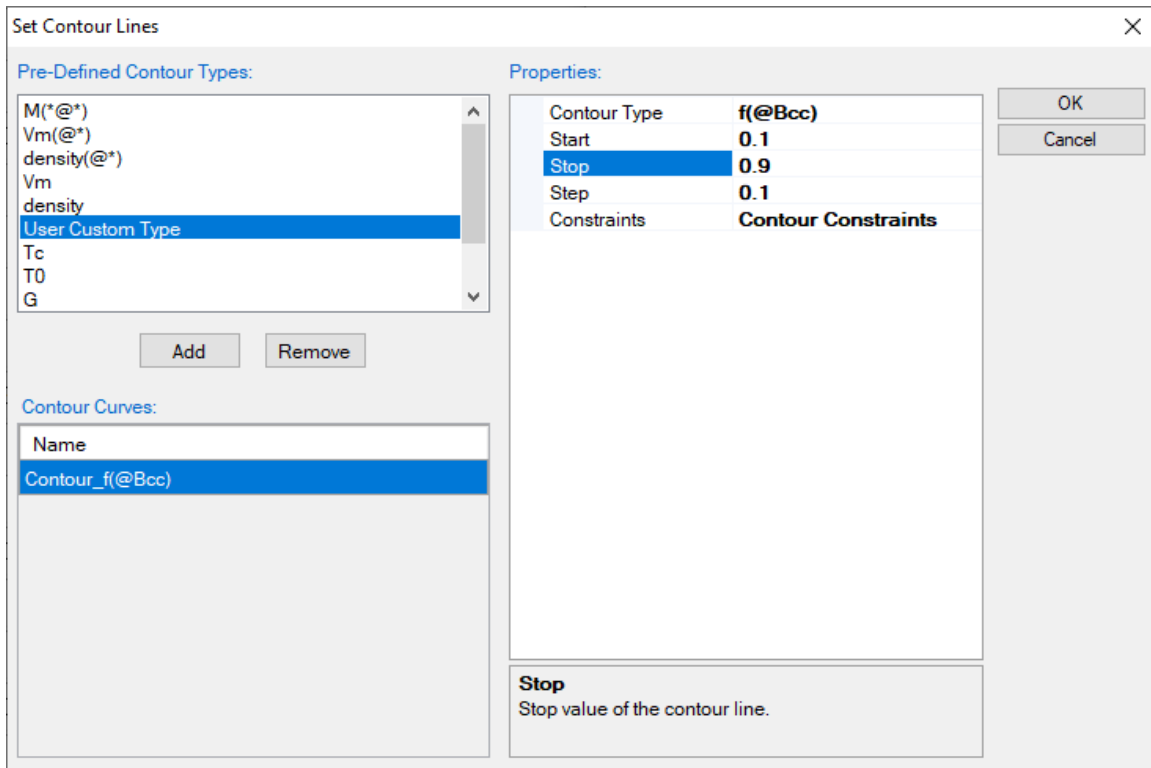 Set Contour Lines
Pre-Defined Contour Types:
M(*@*)
Vm(@*)
density(@*)
Vm
density
User Custom Type
Tc
T0
G
Add Remove
Contour Curves:
Name
Contour_f(@Bcc)
Properties:
Contour Type f(@Bcc)
Start 0.1
Stop 0.9
Step 0.1
Constraints Contour Constraints
Stop
Stop value of the contour line.
OK
Cancel